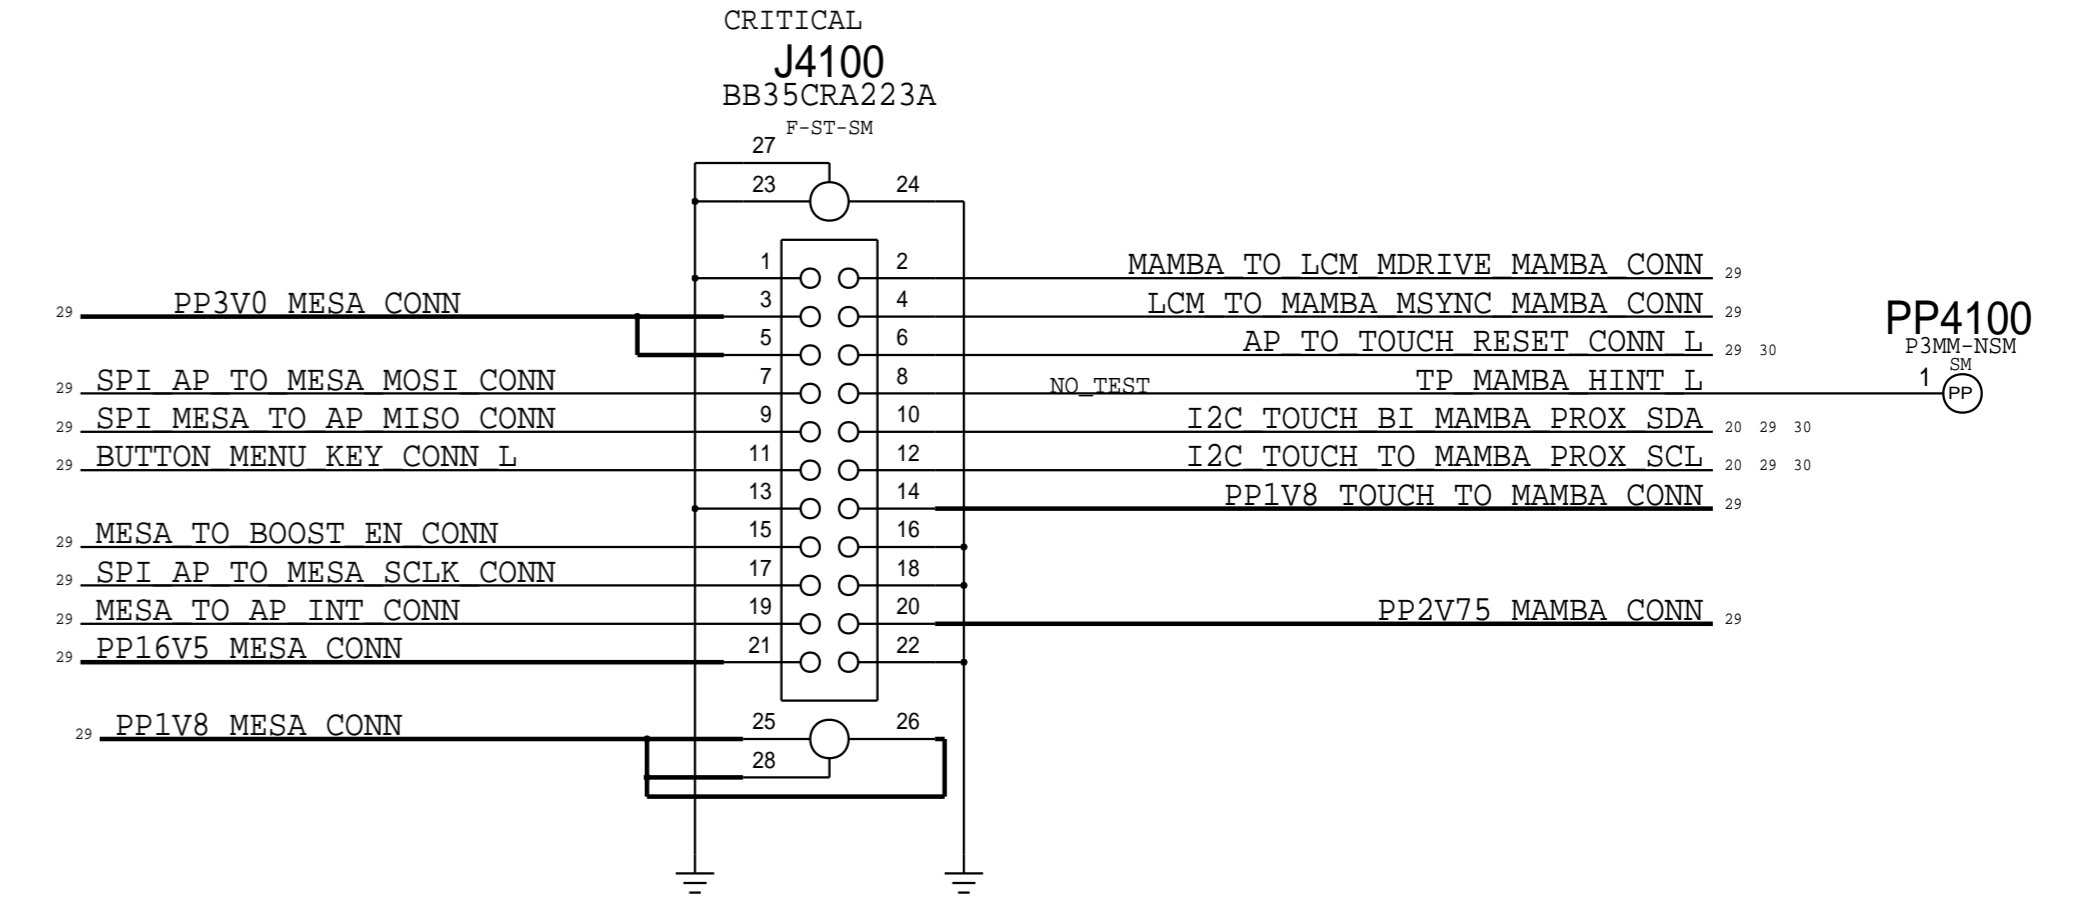 CRITICAL
J4100
BB35CRA223A
F-ST-SM
27
23 24
1 2 MAMBA_TO_LCM_MDRIVE_MAMBA_CONN 29
29 PP3V0_MESA_CONN 3 4 LCM_TO_MAMBA_MSYNC_MAMBA_CONN 29
5 6 AP_TO_TOUCH_RESET_CONN_L 29 30
PP4100
P3MM-NSM
SM
29 SPI_AP_TO_MESA_MOSI_CONN 7 8 NO_TEST TP_MAMBA_HINT_L 1 PP
29 SPI_MESA_TO_AP_MISO_CONN 9 10 I2C_TOUCH_BI_MAMBA_PROX_SDA 20 29 30
29 BUTTON_MENU_KEY_CONN_L 11 12 I2C_TOUCH_TO_MAMBA_PROX_SCL 20 29 30
13 14 PP1V8_TOUCH_TO_MAMBA_CONN 29
29 MESA_TO_BOOST_EN_CONN 15 16
29 SPI_AP_TO_MESA_SCLK_CONN 17 18
29 MESA_TO_AP_INT_CONN 19 20 PP2V75_MAMBA_CONN 29
29 PP16V5_MESA_CONN 21 22
29 PP1V8_MESA_CONN 25 26
28